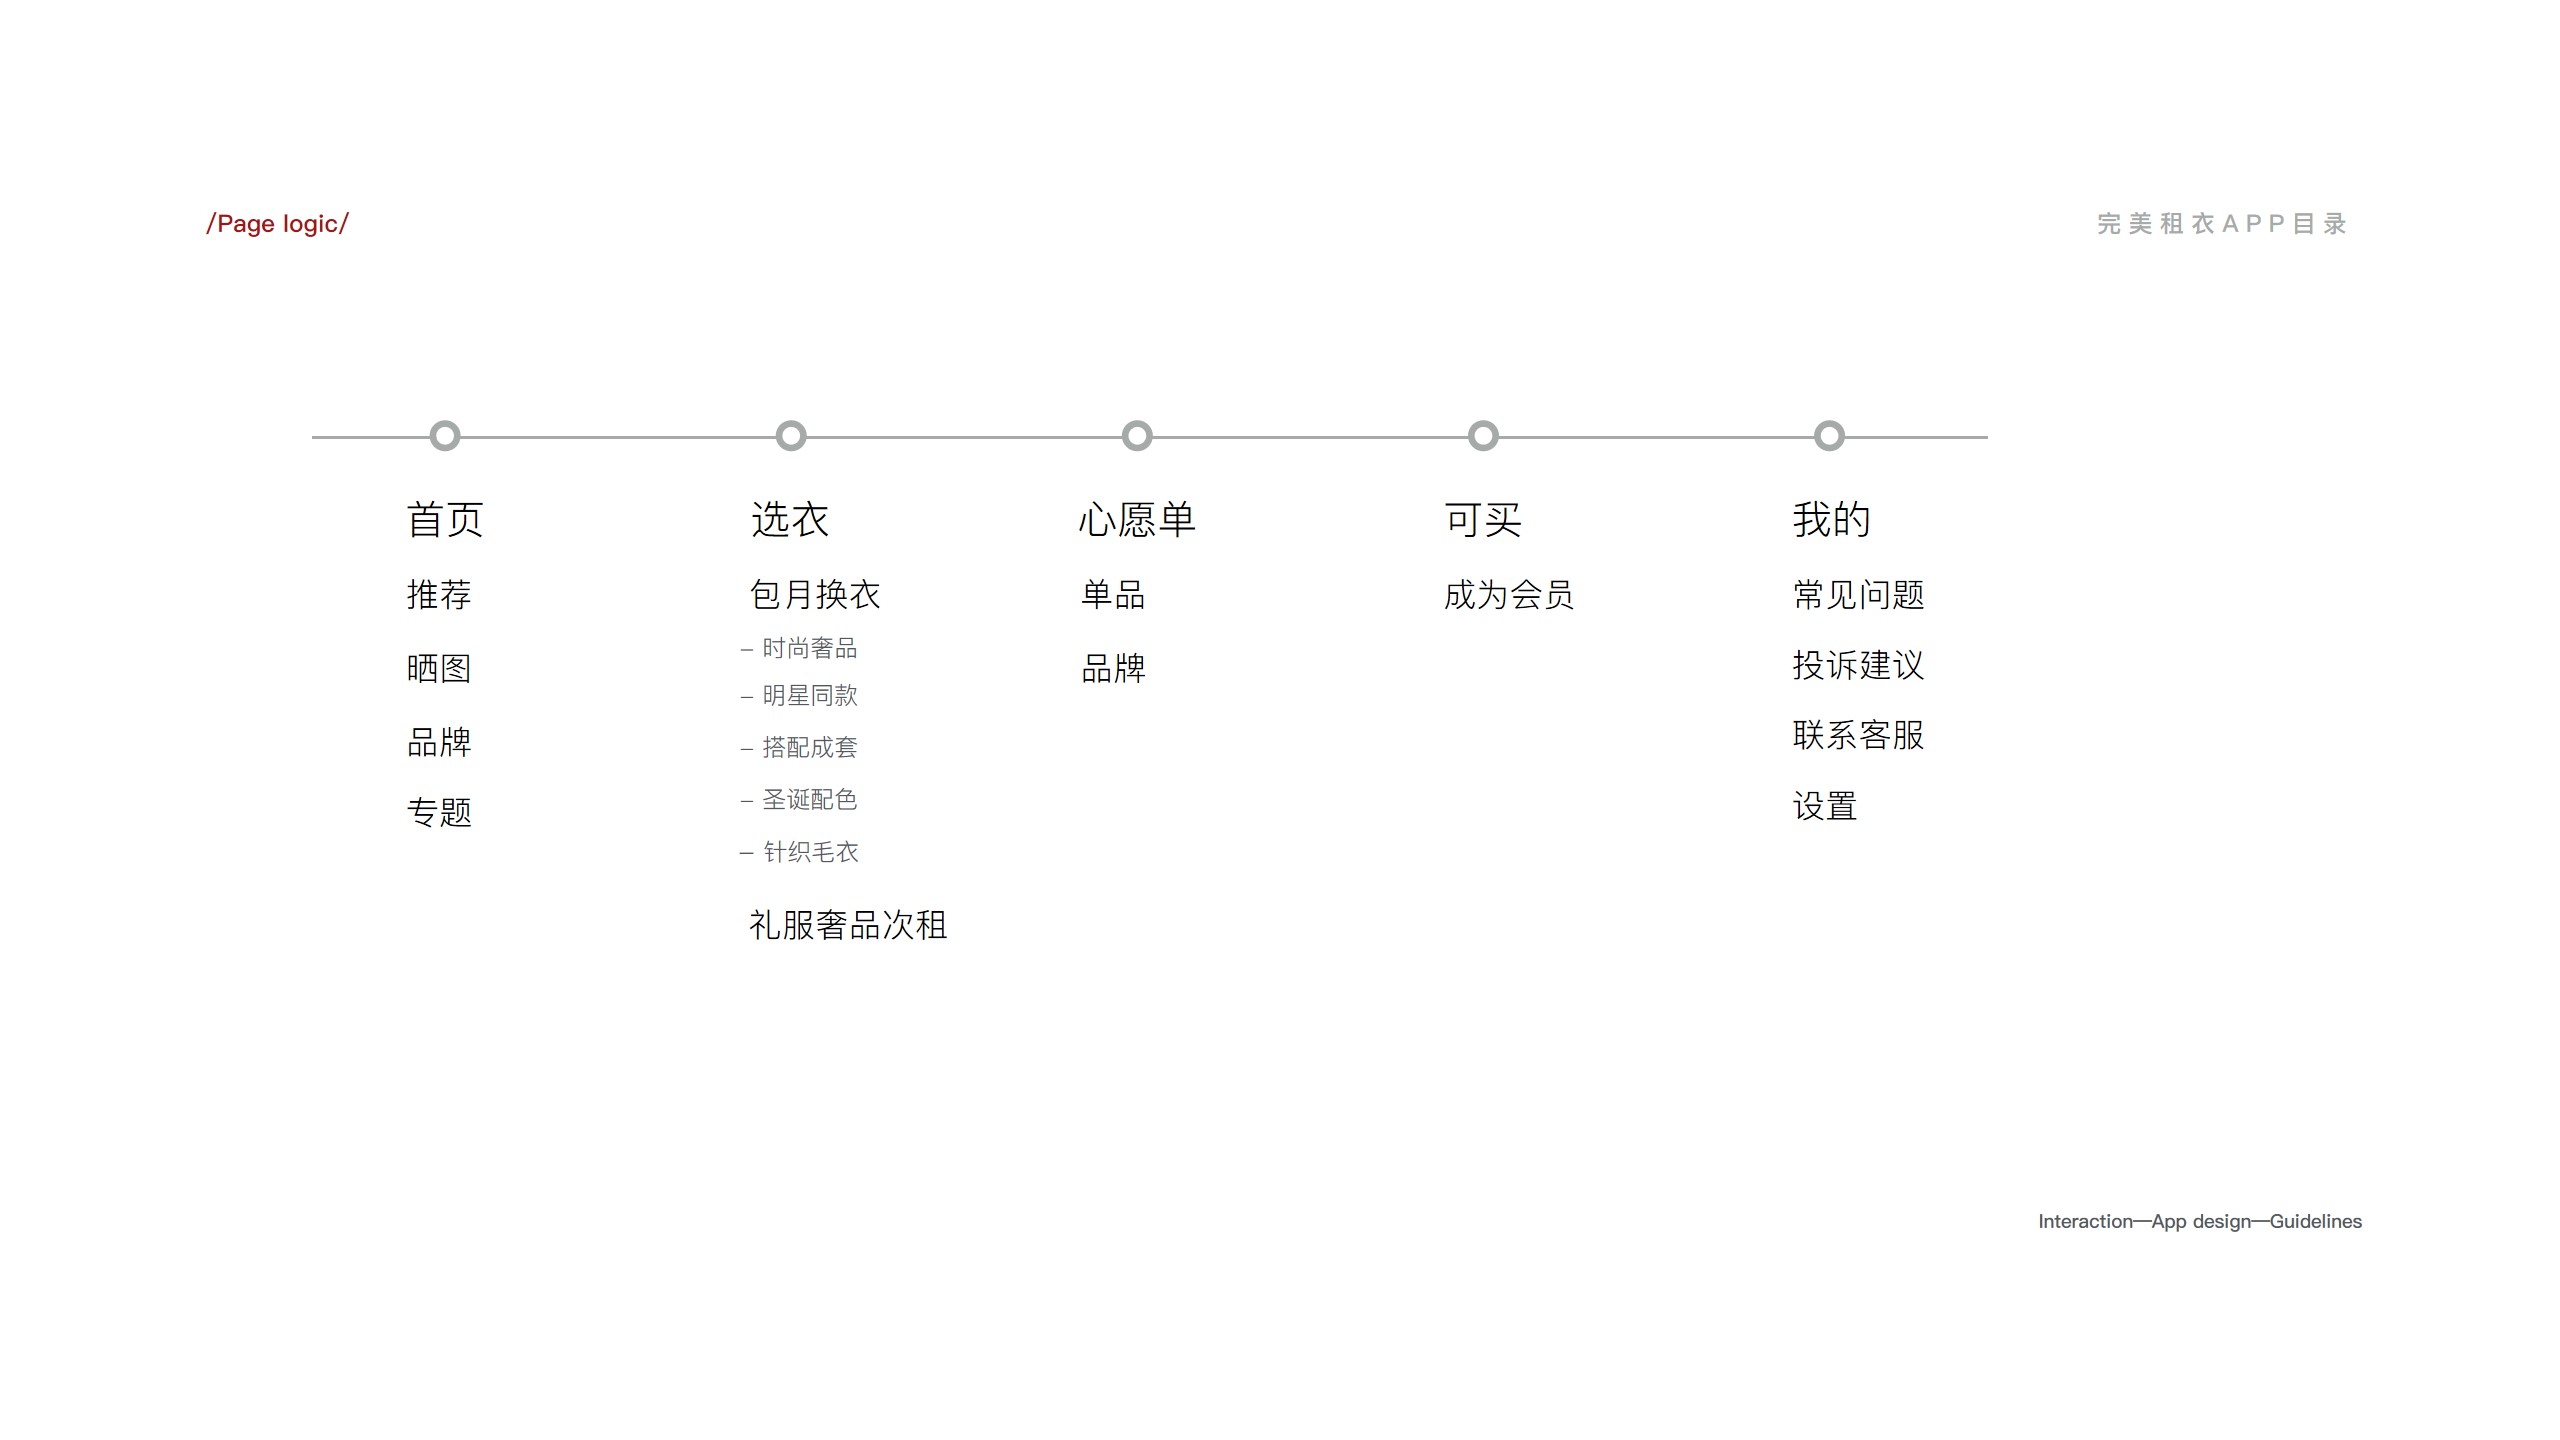 /Page logic/
完美租衣APP目录
首页
推荐
晒图
品牌
专题
选衣
包月换衣
– 时尚奢品
– 明星同款
– 搭配成套
– 圣诞配色
– 针织毛衣
礼服奢品次租
心愿单
单品
品牌
可买
成为会员
我的
常见问题
投诉建议
联系客服
设置
Interaction—App design—Guidelines